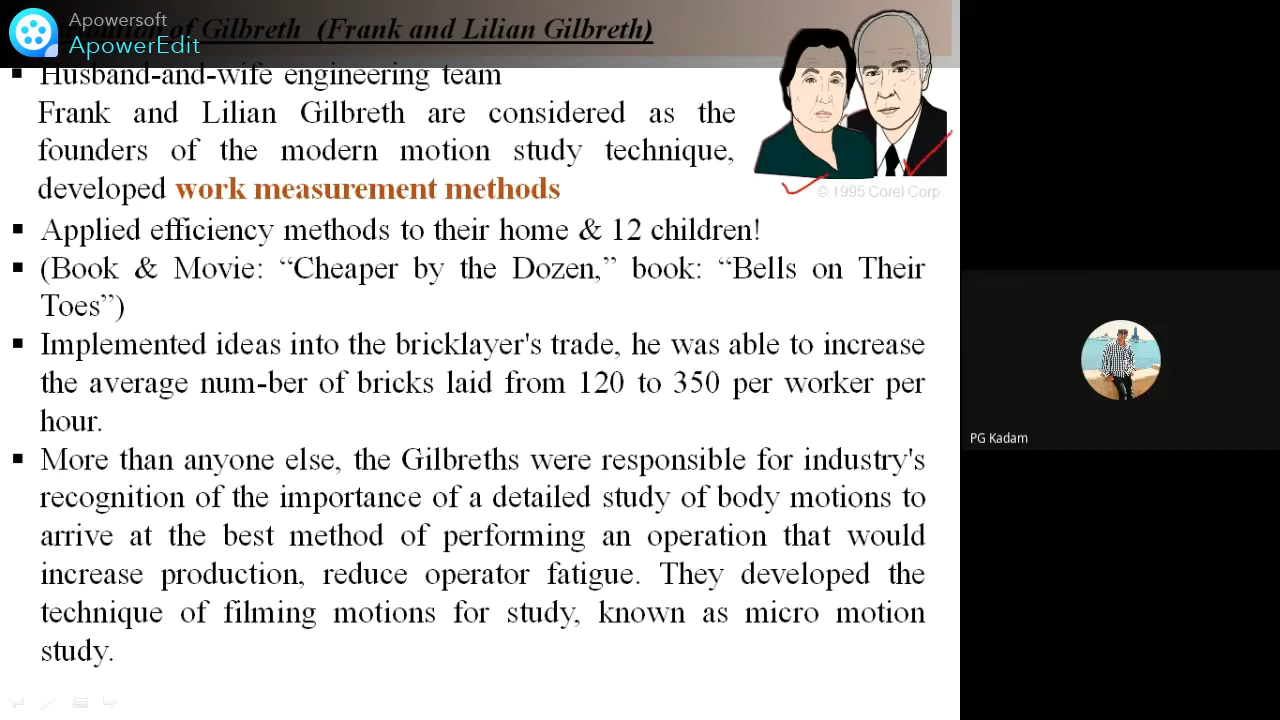 Apowersoft
ApowerEdit
of Gilbreth (Frank and Lilian Gilbreth)
▪ Husband-and-wife engineering team
Frank and Lilian Gilbreth are considered as the
founders of the modern motion study technique,
developed work measurement methods
© 1995 Corel Corp.
▪ Applied efficiency methods to their home & 12 children!
▪ (Book & Movie: “Cheaper by the Dozen,” book: “Bells on Their
Toes”)
▪ Implemented ideas into the bricklayer's trade, he was able to increase
the average num-ber of bricks laid from 120 to 350 per worker per
hour.
▪ More than anyone else, the Gilbreths were responsible for industry's
recognition of the importance of a detailed study of body motions to
arrive at the best method of performing an operation that would
increase production, reduce operator fatigue. They developed the
technique of filming motions for study, known as micro motion
study.
PG Kadam